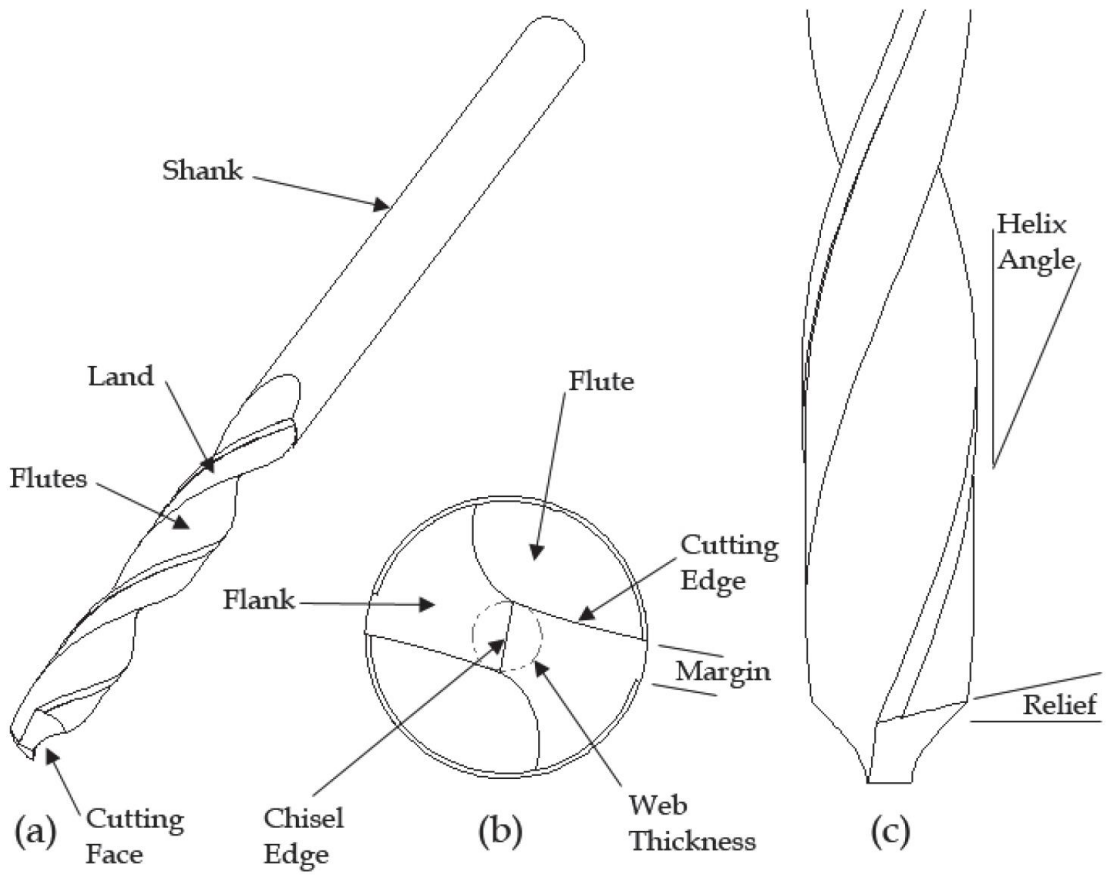 Shank
Land
Flutes
Cutting
Face
(a)
Flute
Cutting
Edge
Flank
Margin
Chisel
Edge
Web
Thickness
(b)
Helix
Angle
Relief
(c)